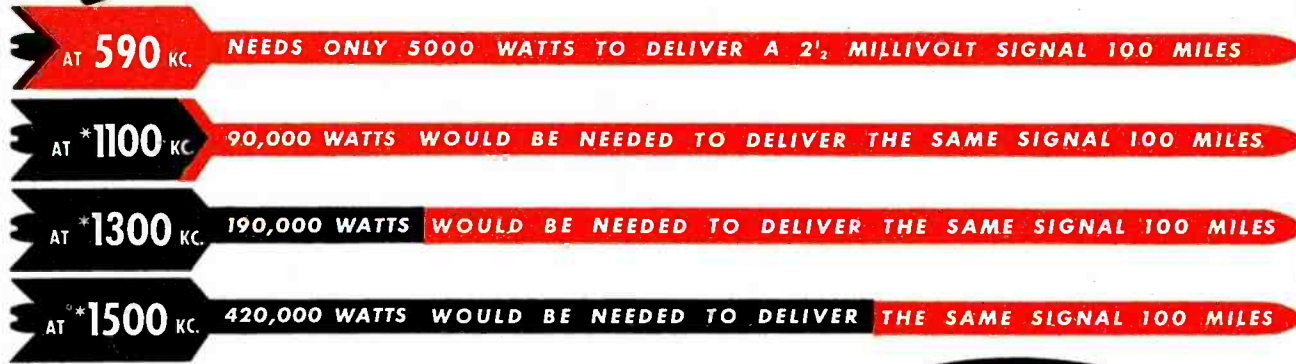 AT 590 KC. NEEDS ONLY 5000 WATTS TO DELIVER A 2½ MILLIVOLT SIGNAL 100 MILES
AT *1100 KC 90,000 WATTS WOULD BE NEEDED TO DELIVER THE SAME SIGNAL 100 MILES.
AT *1300 KC. 190,000 WATTS WOULD BE NEEDED TO DELIVER THE SAME SIGNAL 100 MILES
AT *1500 KC. 420,000 WATTS WOULD BE NEEDED TO DELIVER THE SAME SIGNAL 100 MILES